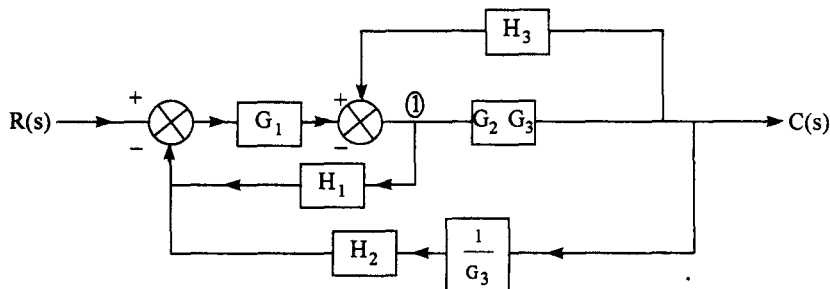 H3
+
+
①
R(s)
G1
G2 G3
C(s)
−
−
H1
H2
1
G3